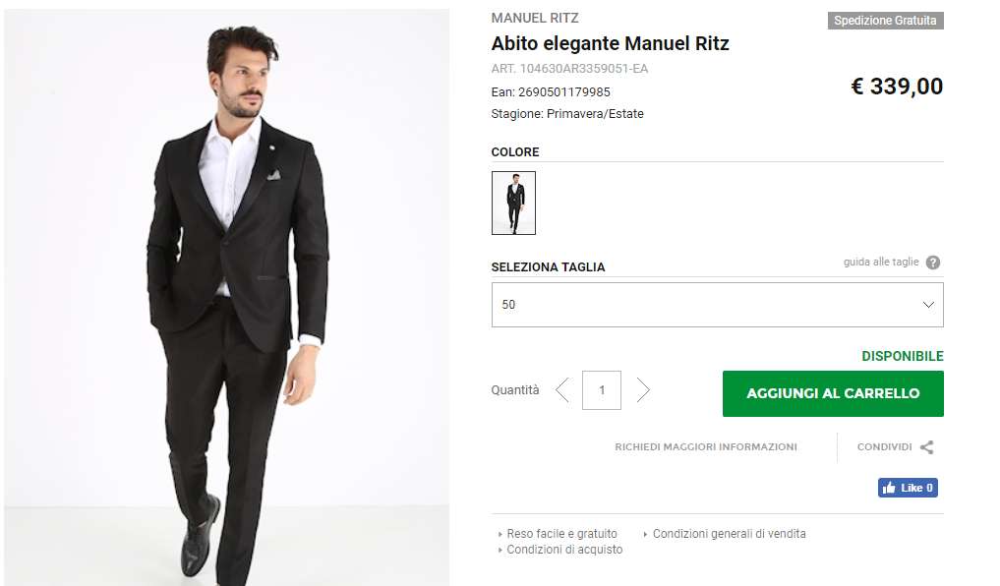 MANUEL RITZ
Spedizione Gratuita
Abito elegante Manuel Ritz
ART. 104630AR3359051-EA
€ 339,00
Ean: 2690501179985
Stagione: Primavera/Estate
COLORE
SELEZIONA TAGLIA
guida alle taglie ?
50
DISPONIBILE
Quantità 1
AGGIUNGI AL CARRELLO
RICHIEDI MAGGIORI INFORMAZIONI
CONDIVIDI
Like 0
Reso facile e gratuito
Condizioni generali di vendita
Condizioni di acquisto